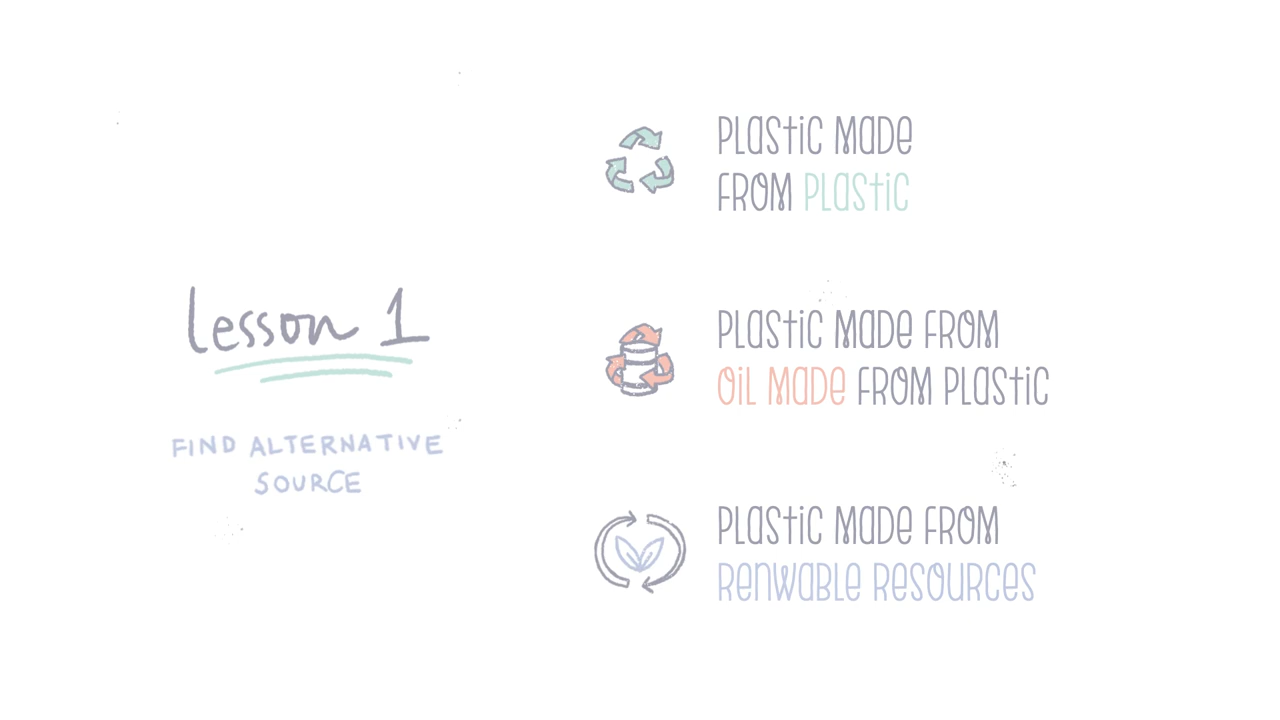 lesson 1
FIND ALTERNATIVE
SOURCE
PLASTIC MADE
FROM PLASTIC
PLASTIC MADE FROM
OIL MADE FROM PLASTIC
PLASTIC MADE FROM
RENWABLE RESOURCES